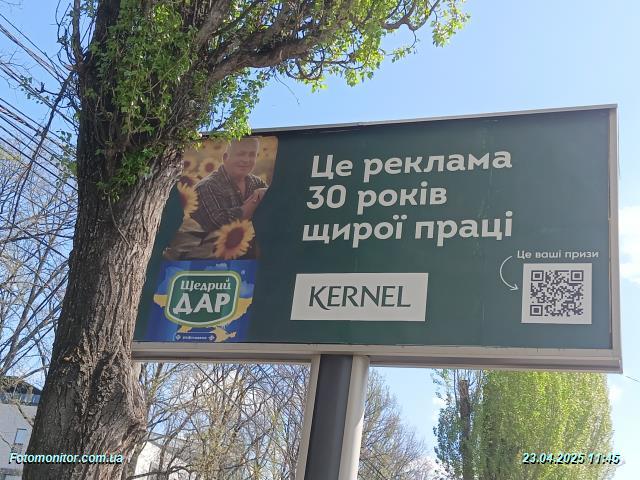 Це реклама
30 років
щирої праці
Це ваші призи
Щедрий
ДАР
KERNEL
Fotomonitor.com.ua
23.04.2025 11:45